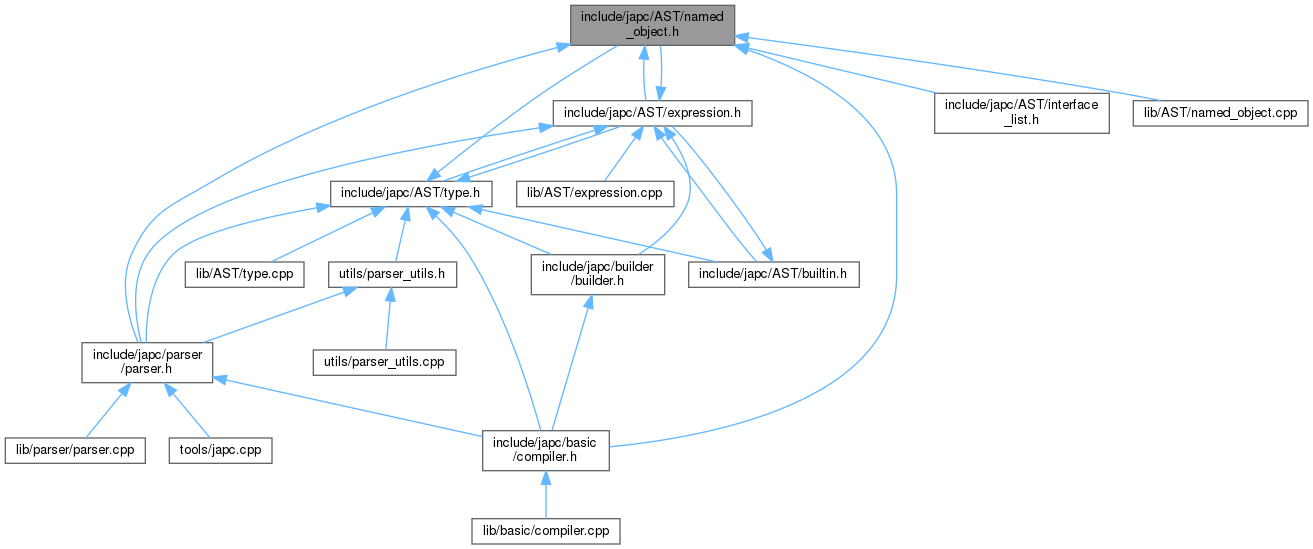 include/japc/AST/named
_object.h
include/japc/AST/expression.h
include/japc/AST/interface
_list.h
lib/AST/named_object.cpp
include/japc/AST/type.h
lib/AST/expression.cpp
lib/AST/type.cpp
utils/parser_utils.h
include/japc/builder
/builder.h
include/japc/AST/builtin.h
include/japc/parser
/parser.h
utils/parser_utils.cpp
lib/parser/parser.cpp
tools/japc.cpp
include/japc/basic
/compiler.h
lib/basic/compiler.cpp